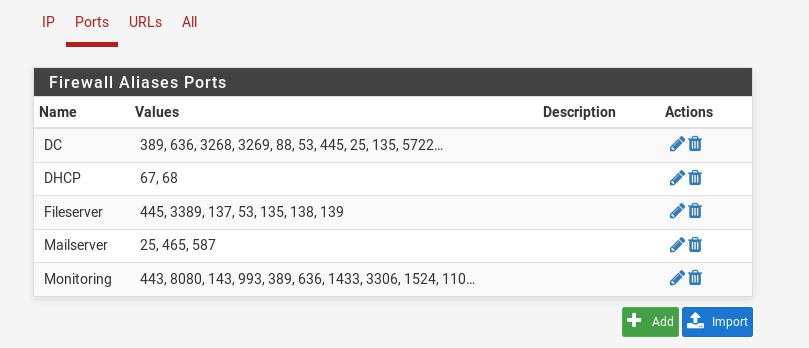 IP Ports URLs All
Firewall Aliases Ports
Name Values Description Actions
DC 389, 636, 3268, 3269, 88, 53, 445, 25, 135, 5722...
DHCP 67, 68
Fileserver 445, 3389, 137, 53, 135, 138, 139
Mailserver 25, 465, 587
Monitoring 443, 8080, 143, 993, 389, 636, 1433, 3306, 1524, 110...
Add Import